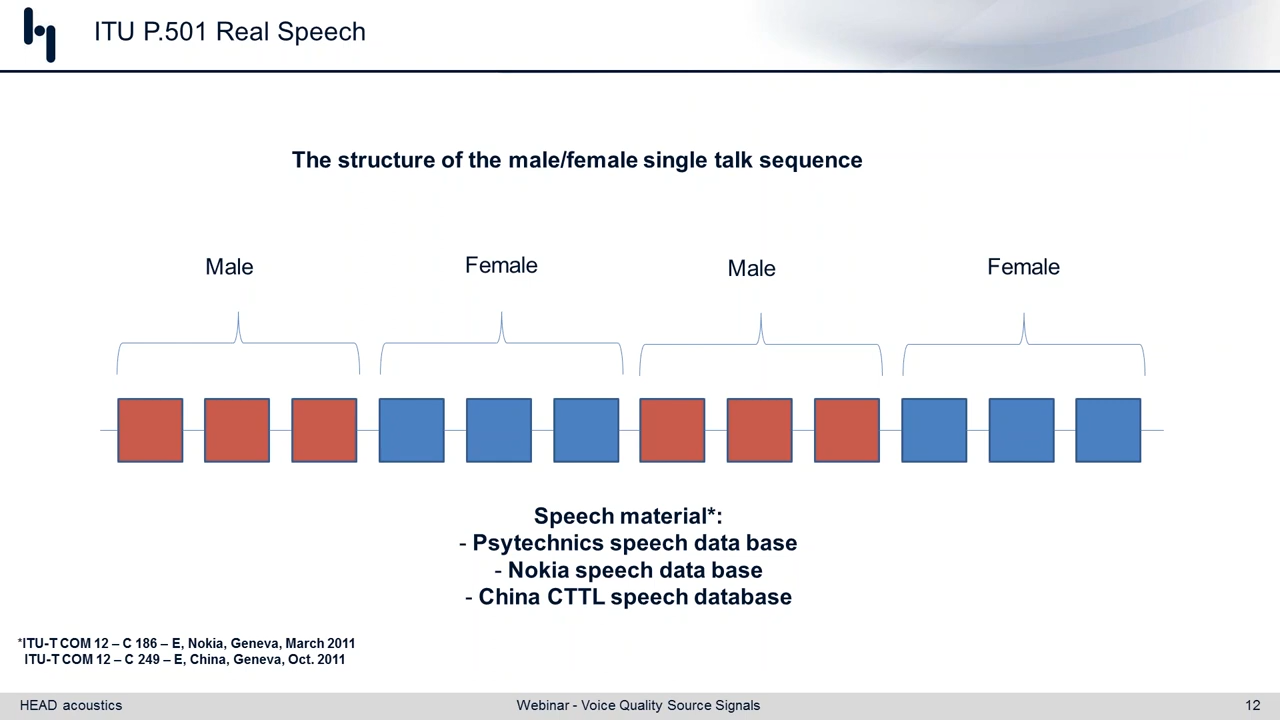 ITU P.501 Real Speech
The structure of the male/female single talk sequence
Male
Female
Male
Female
Speech material*:
- Psytechnics speech data base
- Nokia speech data base
- China CTTL speech database
*ITU-T COM 12 – C 186 – E, Nokia, Geneva, March 2011
ITU-T COM 12 – C 249 – E, China, Geneva, Oct. 2011
HEAD acoustics
Webinar - Voice Quality Source Signals
12